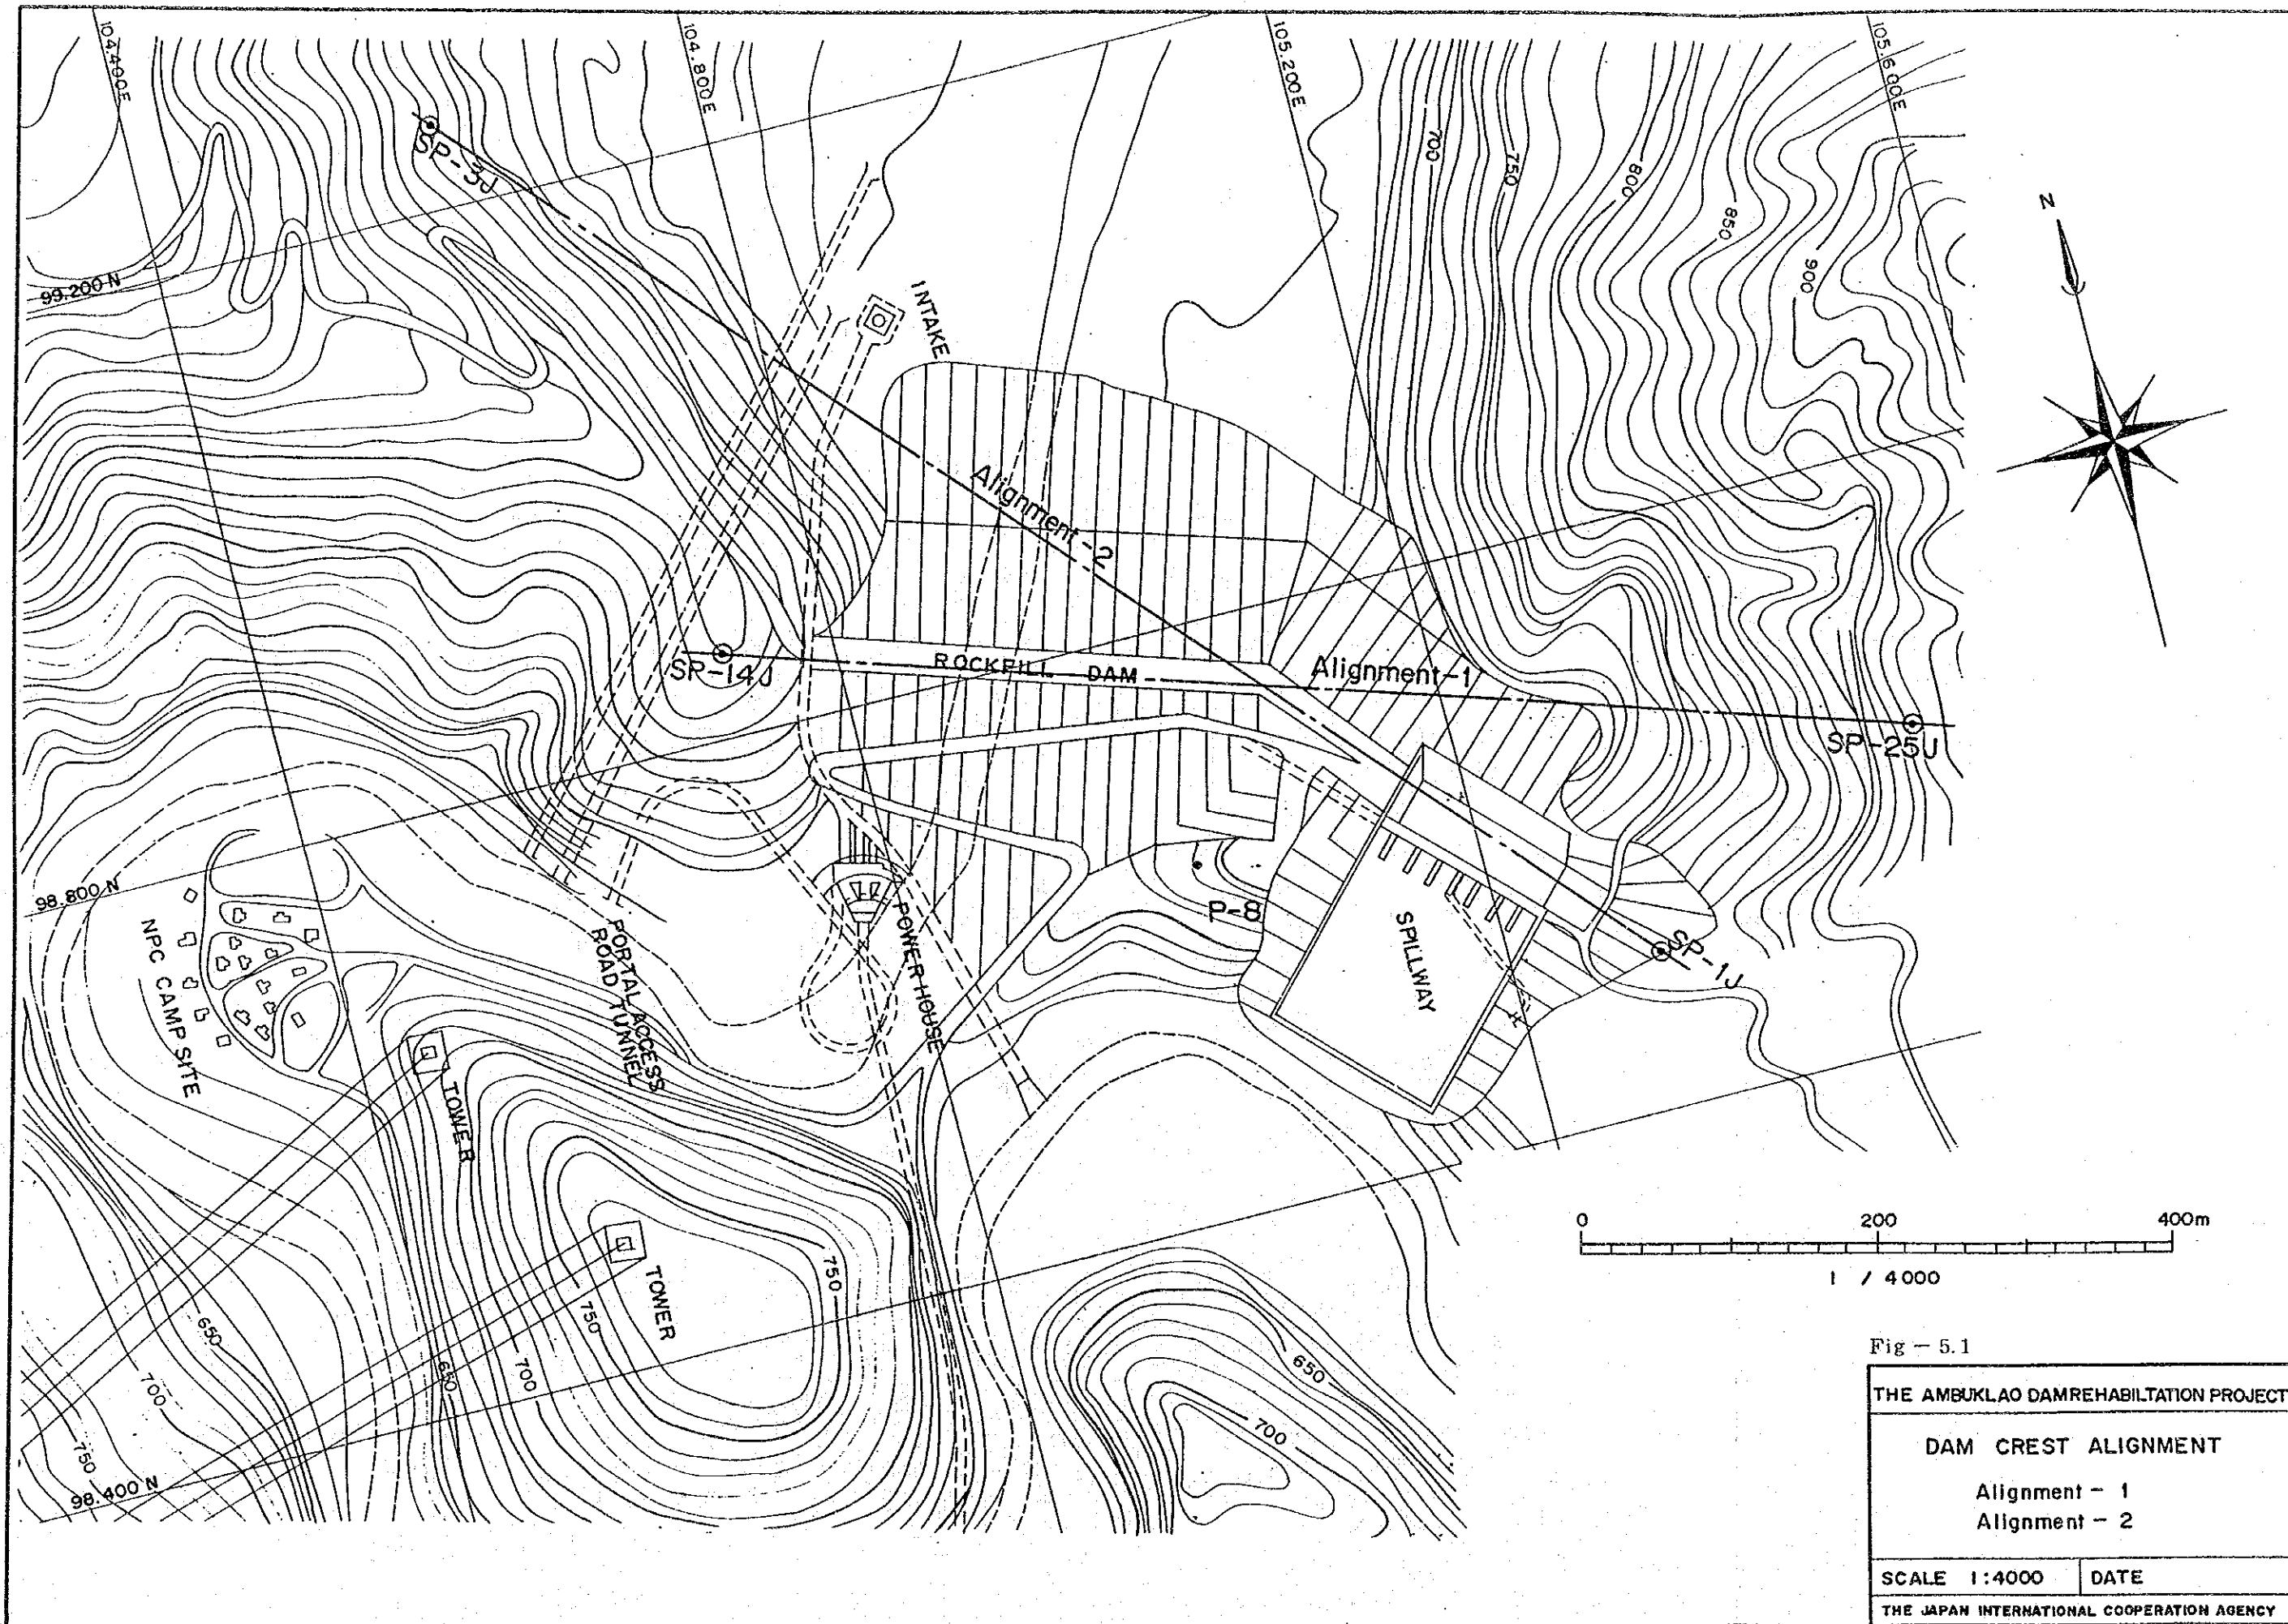 104.400E
104.800E
105.200E
105.600E
SP-3J
700
750
800
850
900
N
99.200 N
INTAKE
Alignment-2
SP-14J
ROCKFILL DAM
Alignment-1
SP-25J
98.800 N
P-8
NPC CAMP SITE
PORTAL ACCESS
ROAD TUNNEL
POWER HOUSE
SPILLWAY
SP-1J
TOWER
TOWER
750
750
650
700
750
650
700
650
700
98.400 N
0 200 400m
1 / 4000
Fig - 5.1
THE AMBUKLAO DAMREHABILTATION PROJECT
DAM CREST ALIGNMENT
Alignment - 1
Alignment - 2
SCALE 1:4000 DATE
THE JAPAN INTERNATIONAL COOPERATION AGENCY